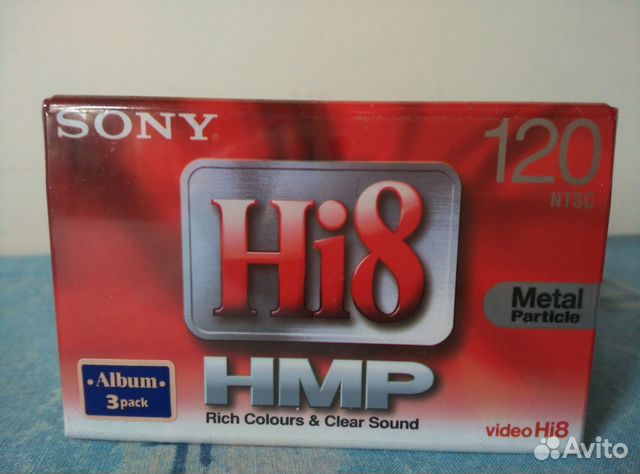 SONY
120
NTSC
Hi8
Metal
Particle
HMP
Rich Colours & Clear Sound
•Album•
3pack
video Hi8
Avito